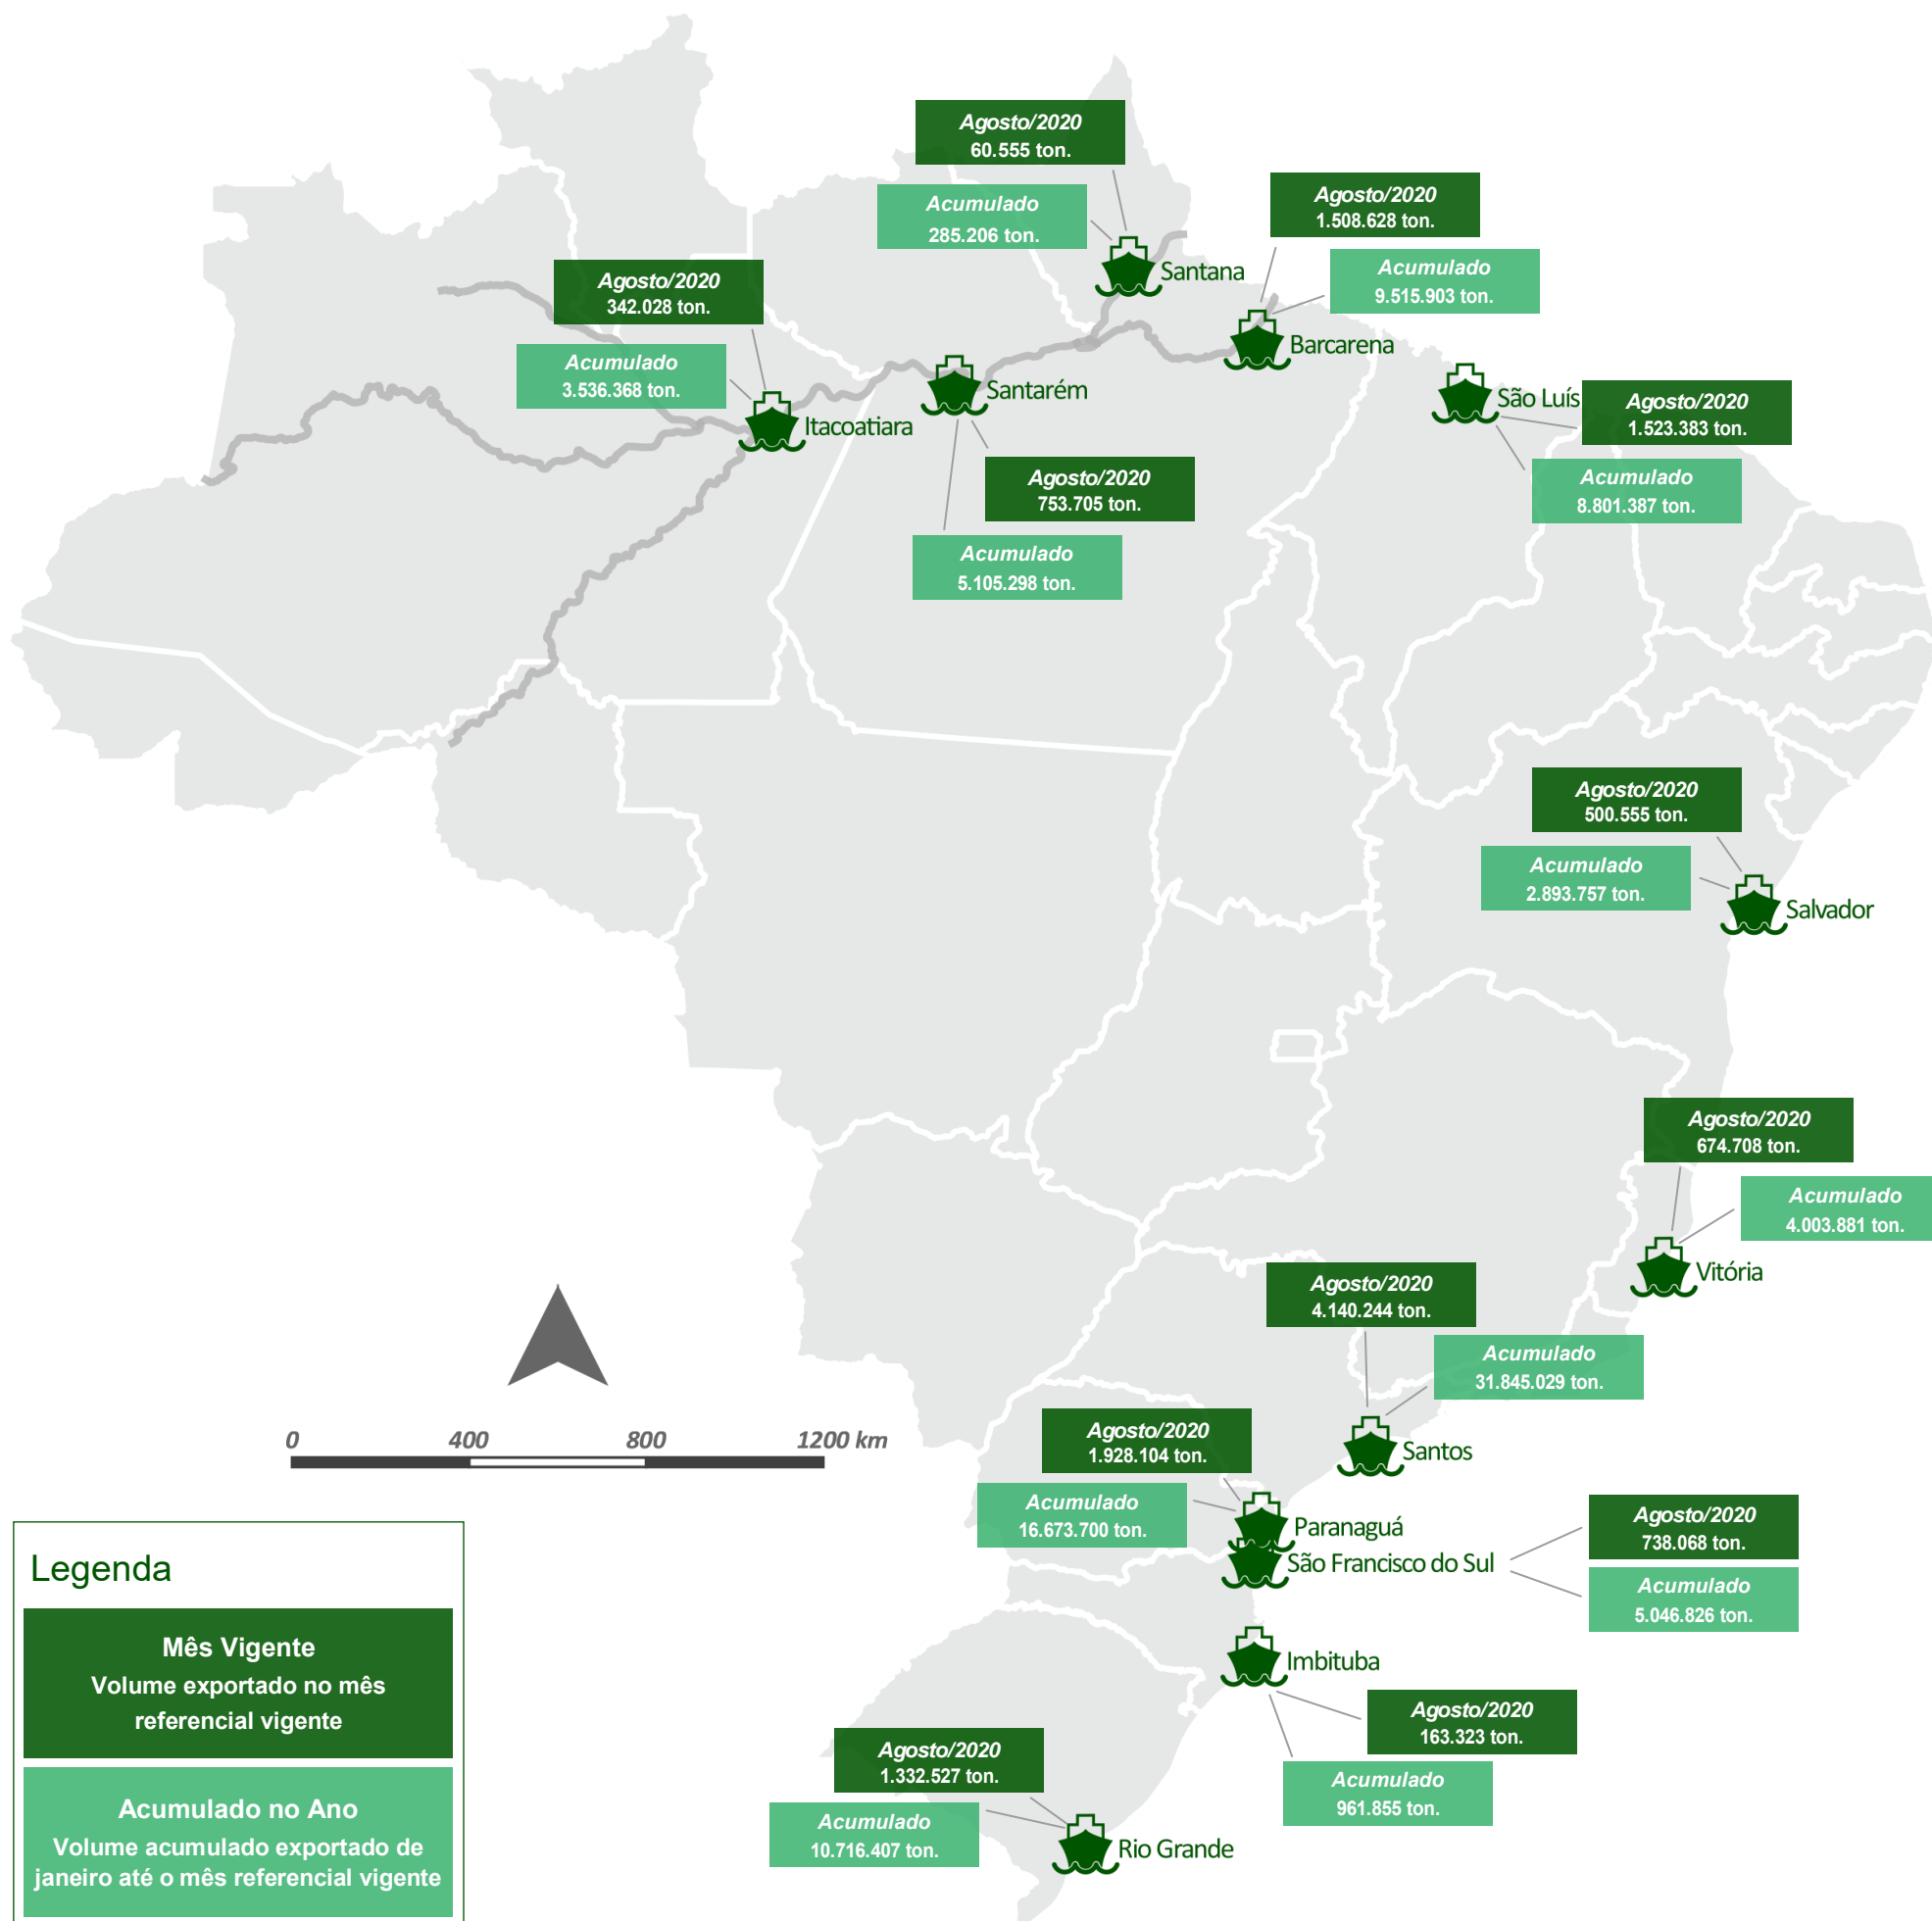 Agosto/2020
60.555 ton.
Acumulado
285.206 ton.
Santana
Agosto/2020
1.508.628 ton.
Acumulado
9.515.903 ton.
Barcarena
Agosto/2020
342.028 ton.
Acumulado
3.536.368 ton.
Itacoatiara
Santarém
Agosto/2020
753.705 ton.
Acumulado
5.105.298 ton.
São Luís
Agosto/2020
1.523.383 ton.
Acumulado
8.801.387 ton.
Agosto/2020
500.555 ton.
Acumulado
2.893.757 ton.
Salvador
Agosto/2020
674.708 ton.
Acumulado
4.003.881 ton.
Vitória
Agosto/2020
4.140.244 ton.
Acumulado
31.845.029 ton.
Santos
Agosto/2020
1.928.104 ton.
Acumulado
16.673.700 ton.
Paranaguá
São Francisco do Sul
Agosto/2020
738.068 ton.
Acumulado
5.046.826 ton.
Imbituba
Agosto/2020
163.323 ton.
Acumulado
961.855 ton.
Agosto/2020
1.332.527 ton.
Acumulado
10.716.407 ton.
Rio Grande
0 400 800 1200 km
Legenda
Mês Vigente
Volume exportado no mês
referencial vigente
Acumulado no Ano
Volume acumulado exportado de
janeiro até o mês referencial vigente